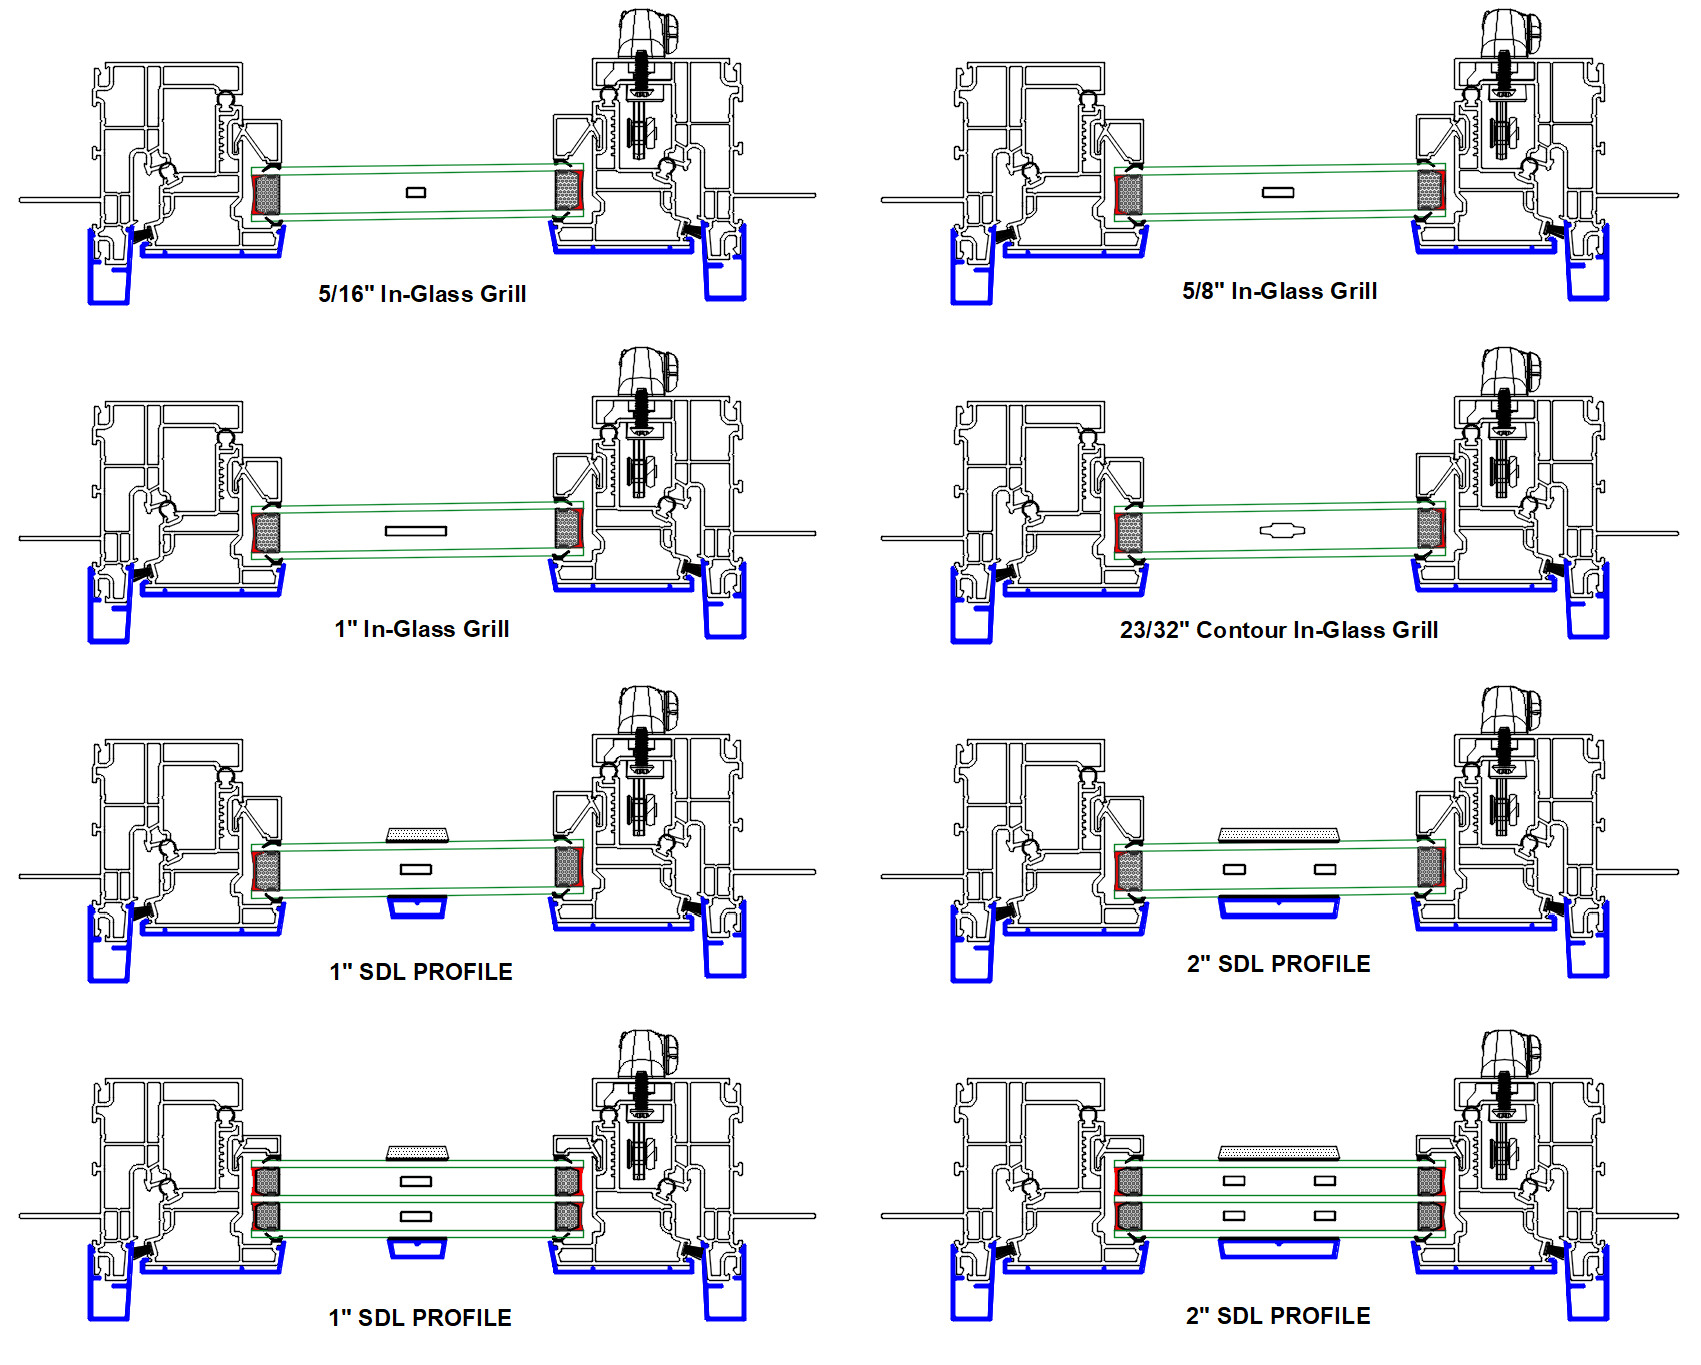 5/16" In-Glass Grill
5/8" In-Glass Grill
1" In-Glass Grill
23/32" Contour In-Glass Grill
1" SDL PROFILE
2" SDL PROFILE
1" SDL PROFILE
2" SDL PROFILE